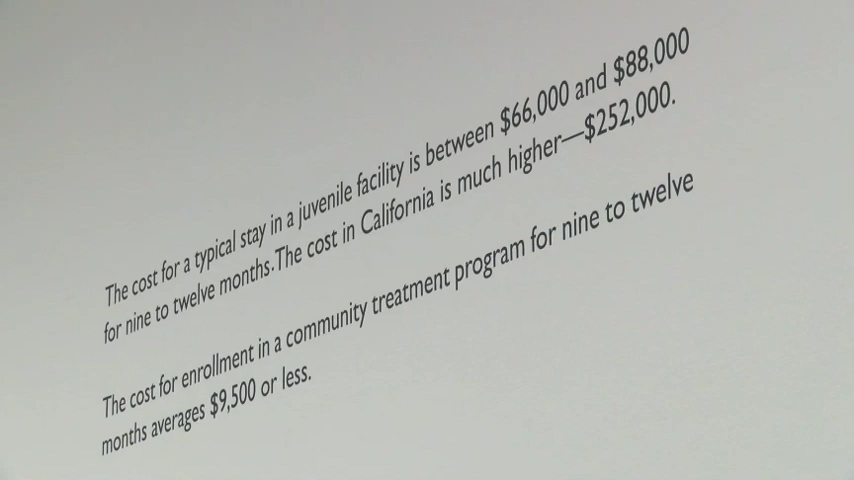 The cost for a typical stay in a juvenile facility is between $66,000 and $88,000
for nine to twelve months. The cost in California is much higher—$252,000.
The cost for enrollment in a community treatment program for nine to twelve
months averages $9,500 or less.